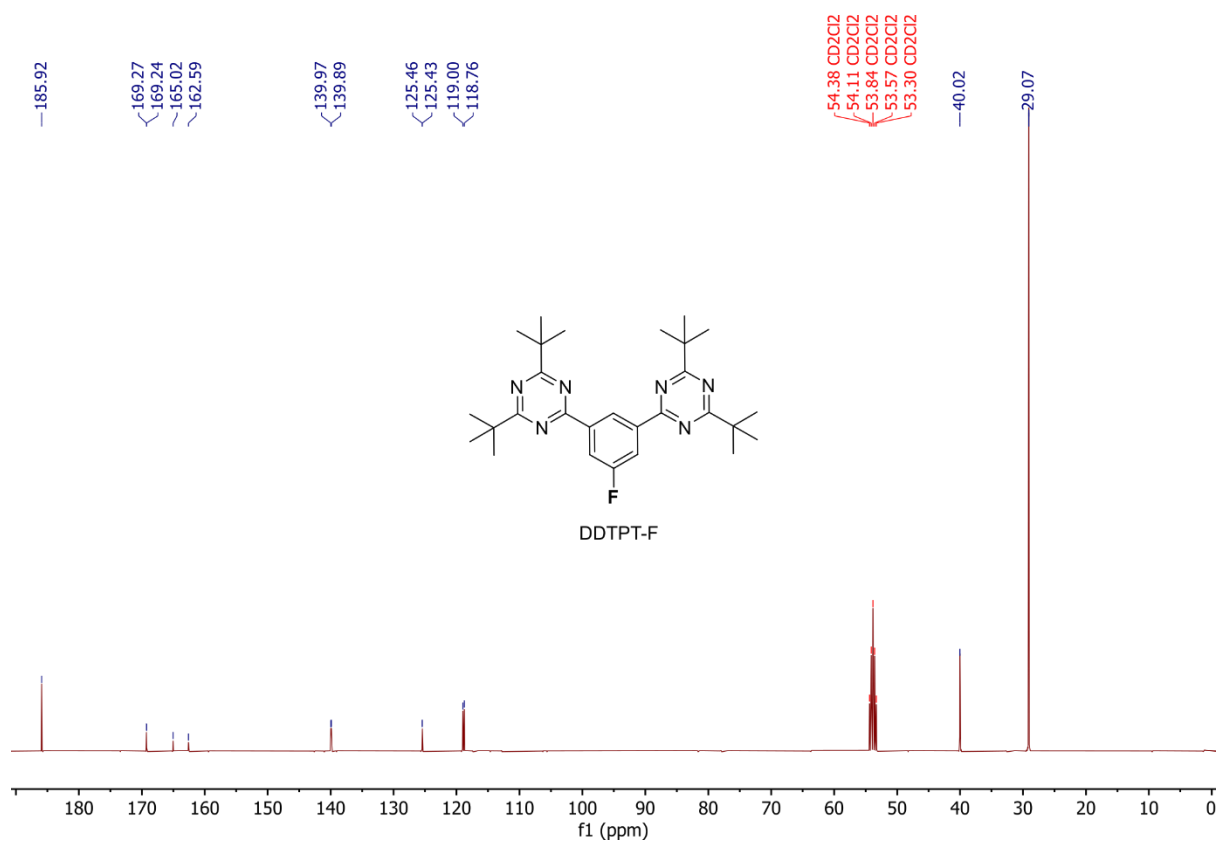 185.92
169.27
169.24
165.02
162.59
139.97
139.89
125.46
125.43
119.00
118.76
54.38 CD2Cl2
54.11 CD2Cl2
53.84 CD2Cl2
53.57 CD2Cl2
53.30 CD2Cl2
40.02
29.07
N N N N
N N
F
DDTPT-F
180 170 160 150 140 130 120 110 100 90 80 70 60 50 40 30 20 10 0
f1 (ppm)